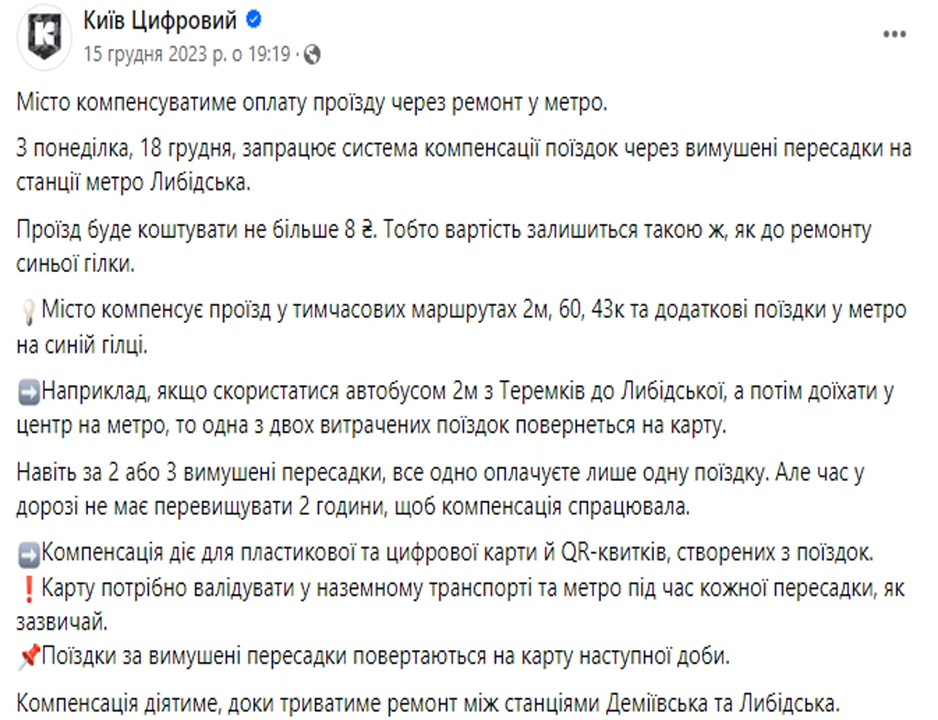 Київ Цифровий
15 грудня 2023 р. о 19:19 ·
Місто компенсуватиме оплату проїзду через ремонт у метро.
З понеділка, 18 грудня, запрацює система компенсації поїздок через вимушені пересадки на
станції метро Либідська.
Проїзд буде коштувати не більше 8 ₴. Тобто вартість залишиться такою ж, як до ремонту
синьої гілки.
💡Місто компенсує проїзд у тимчасових маршрутах 2м, 60, 43к та додаткові поїздки у метро
на синій гілці.
➡️Наприклад, якщо скористатися автобусом 2м з Теремків до Либідської, а потім доїхати у
центр на метро, то одна з двох витрачених поїздок повернеться на карту.
Навіть за 2 або 3 вимушені пересадки, все одно оплачуєте лише одну поїздку. Але час у
дорозі не має перевищувати 2 години, щоб компенсація спрацювала.
➡️Компенсація діє для пластикової та цифрової карти й QR-квитків, створених з поїздок.
❗Карту потрібно валідувати у наземному транспорті та метро під час кожної пересадки, як
зазвичай.
📌Поїздки за вимушені пересадки повертаються на карту наступної доби.
Компенсація діятиме, доки триватиме ремонт між станціями Деміївська та Либідська.